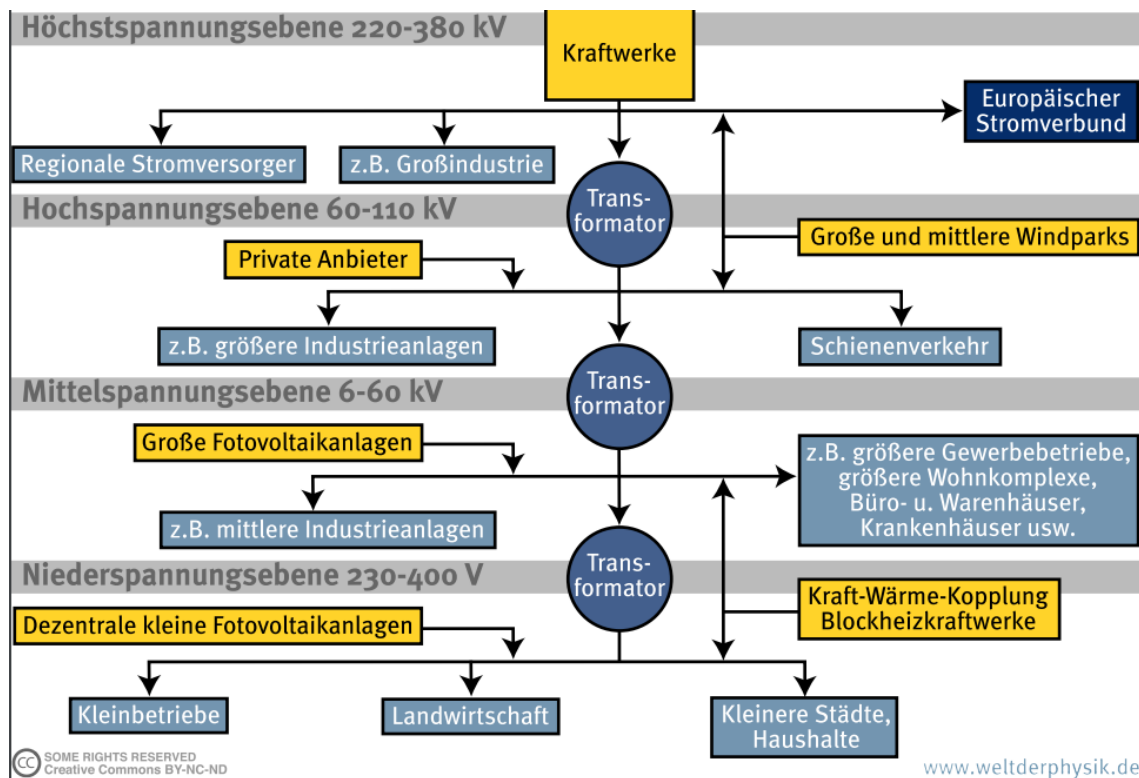 Höchstspannungsebene 220-380 kV
Kraftwerke
Europäischer
Stromverbund
Regionale Stromversorger
z.B. Großindustrie
Trans-
formator
Hochspannungsebene 60-110 kV
Große und mittlere Windparks
Private Anbieter
z.B. größere Industrieanlagen
Schienenverkehr
Trans-
formator
Mittelspannungsebene 6-60 kV
Große Fotovoltaikanlagen
z.B. größere Gewerbebetriebe,
größere Wohnkomplexe,
Büro- u. Warenhäuser,
Krankenhäuser usw.
z.B. mittlere Industrieanlagen
Trans-
formator
Niederspannungsebene 230-400 V
Kraft-Wärme-Kopplung
Blockheizkraftwerke
Dezentrale kleine Fotovoltaikanlagen
Kleinbetriebe
Landwirtschaft
Kleinere Städte,
Haushalte
cc SOME RIGHTS RESERVED
Creative Commons BY-NC-ND
www.weltderphysik.de